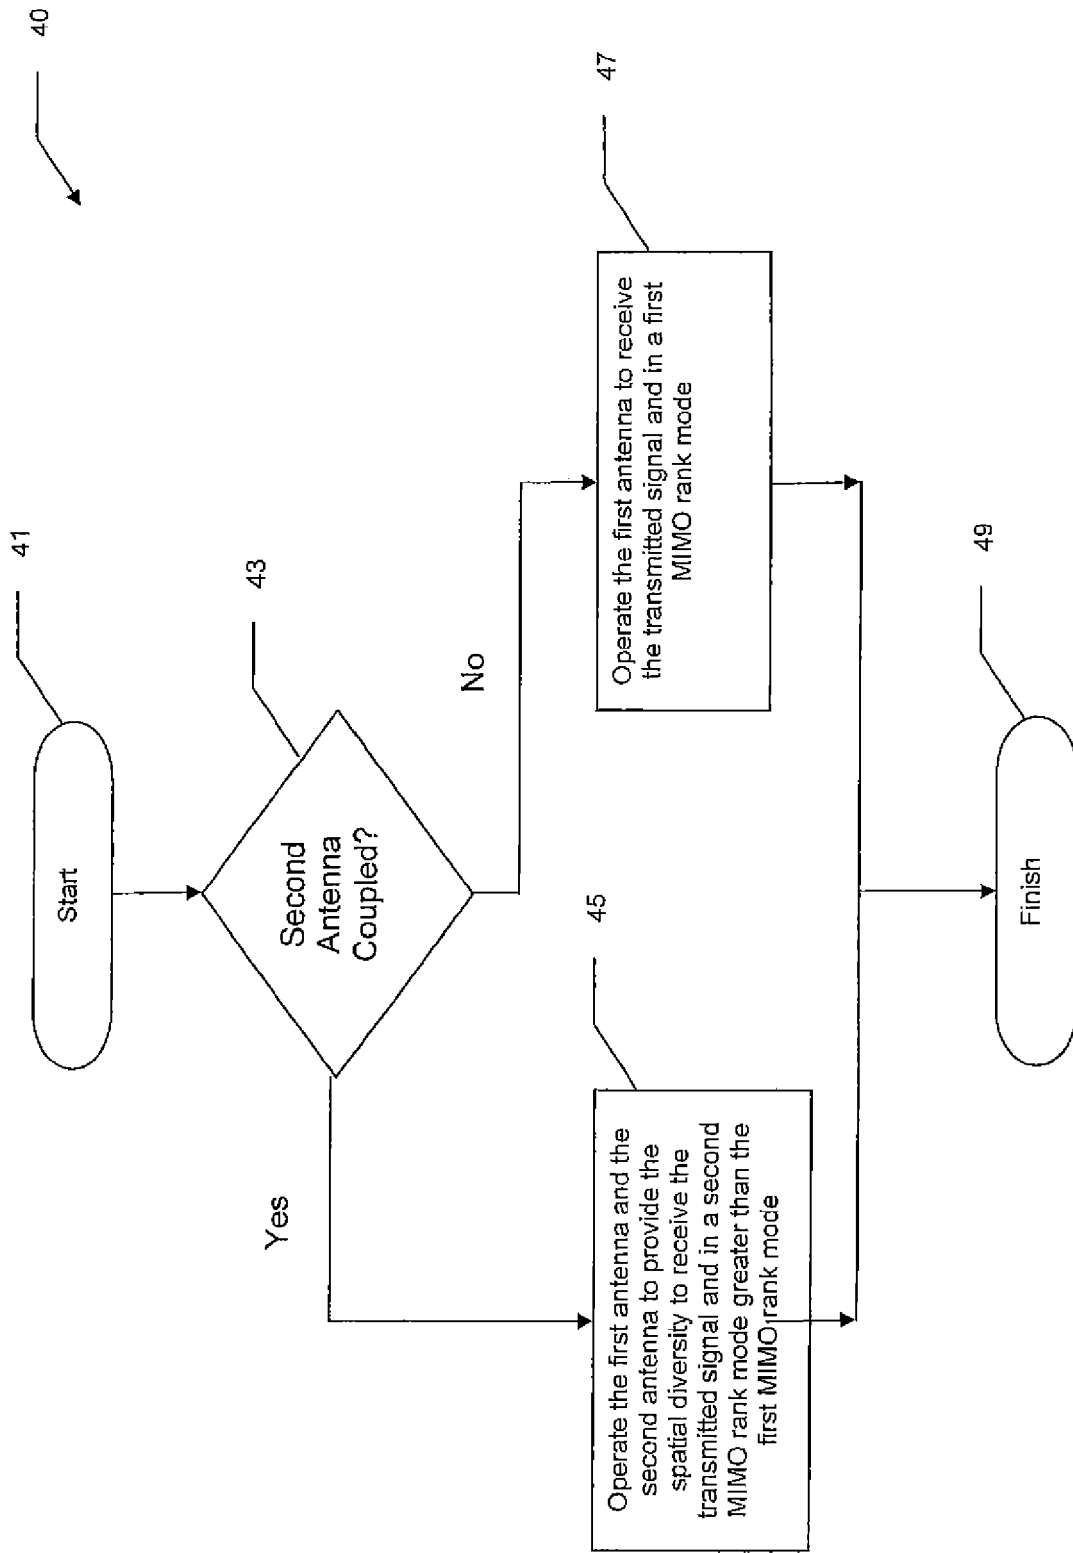 40
Start
41
Second
Antenna
Coupled?
43
Yes
No
Operate the first antenna and the
second antenna to provide the
spatial diversity to receive the
transmitted signal and in a second
MIMO rank mode greater than the
first MIMO rank mode
45
Operate the first antenna to receive
the transmitted signal and in a first
MIMO rank mode
47
Finish
49